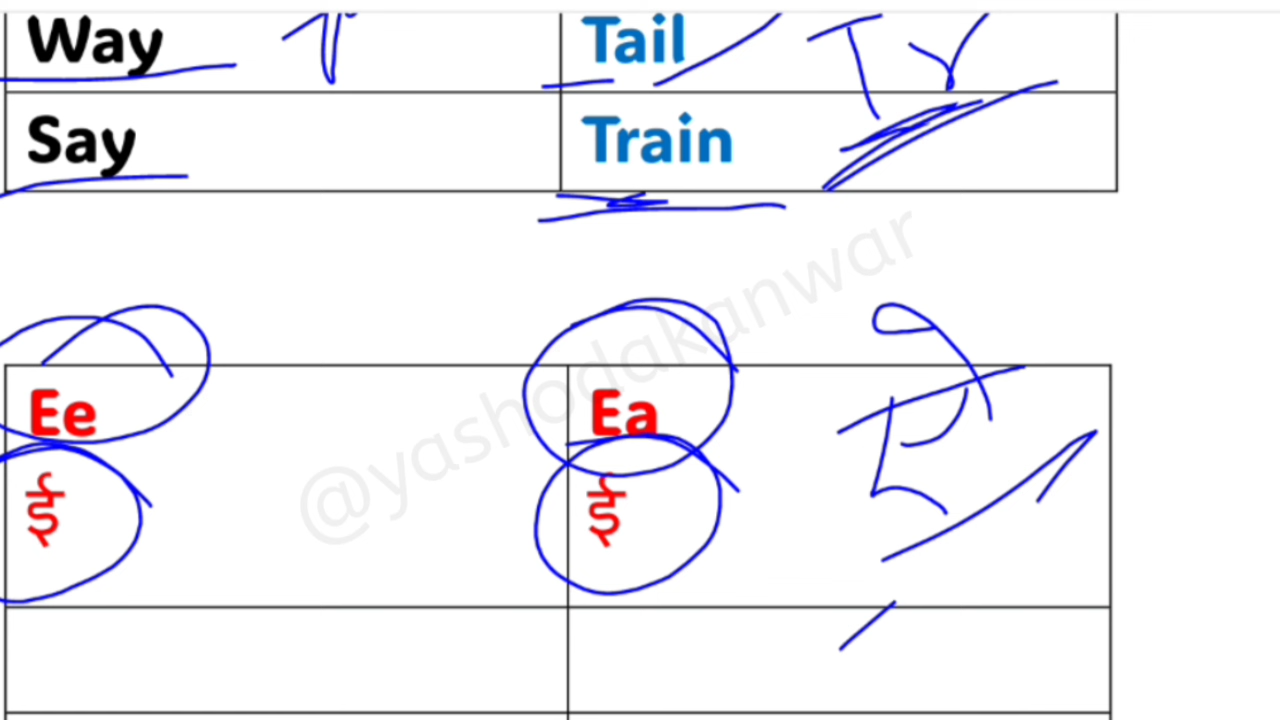 Way Tail
Say Train
@yashodakanwar
Ee Ea
ई ई